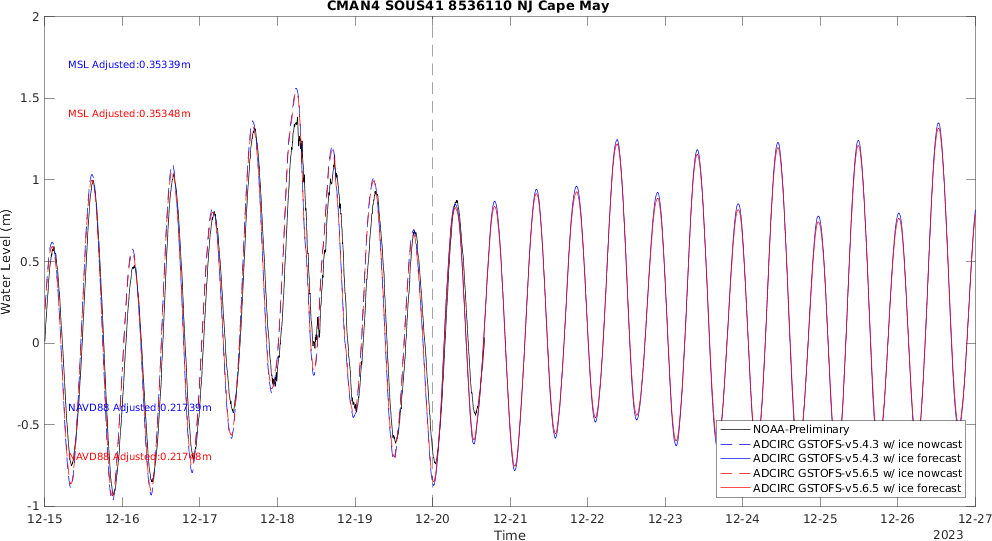 CMAN4 SOUS41 8536110 NJ Cape May
2
1.5
1
0.5
0
-0.5
-1
Water Level (m)
MSL Adjusted:0.35339m
MSL Adjusted:0.35348m
NAVD88 Adjusted:0.21739m
NAVD88 Adjusted:0.21748m
NOAA-Preliminary
ADCIRC GSTOFS-v5.4.3 w/ ice nowcast
ADCIRC GSTOFS-v5.4.3 w/ ice forecast
ADCIRC GSTOFS-v5.6.5 w/ ice nowcast
ADCIRC GSTOFS-v5.6.5 w/ ice forecast
12-15 12-16 12-17 12-18 12-19 12-20 12-21 12-22 12-23 12-24 12-25 12-26 12-27
Time
2023